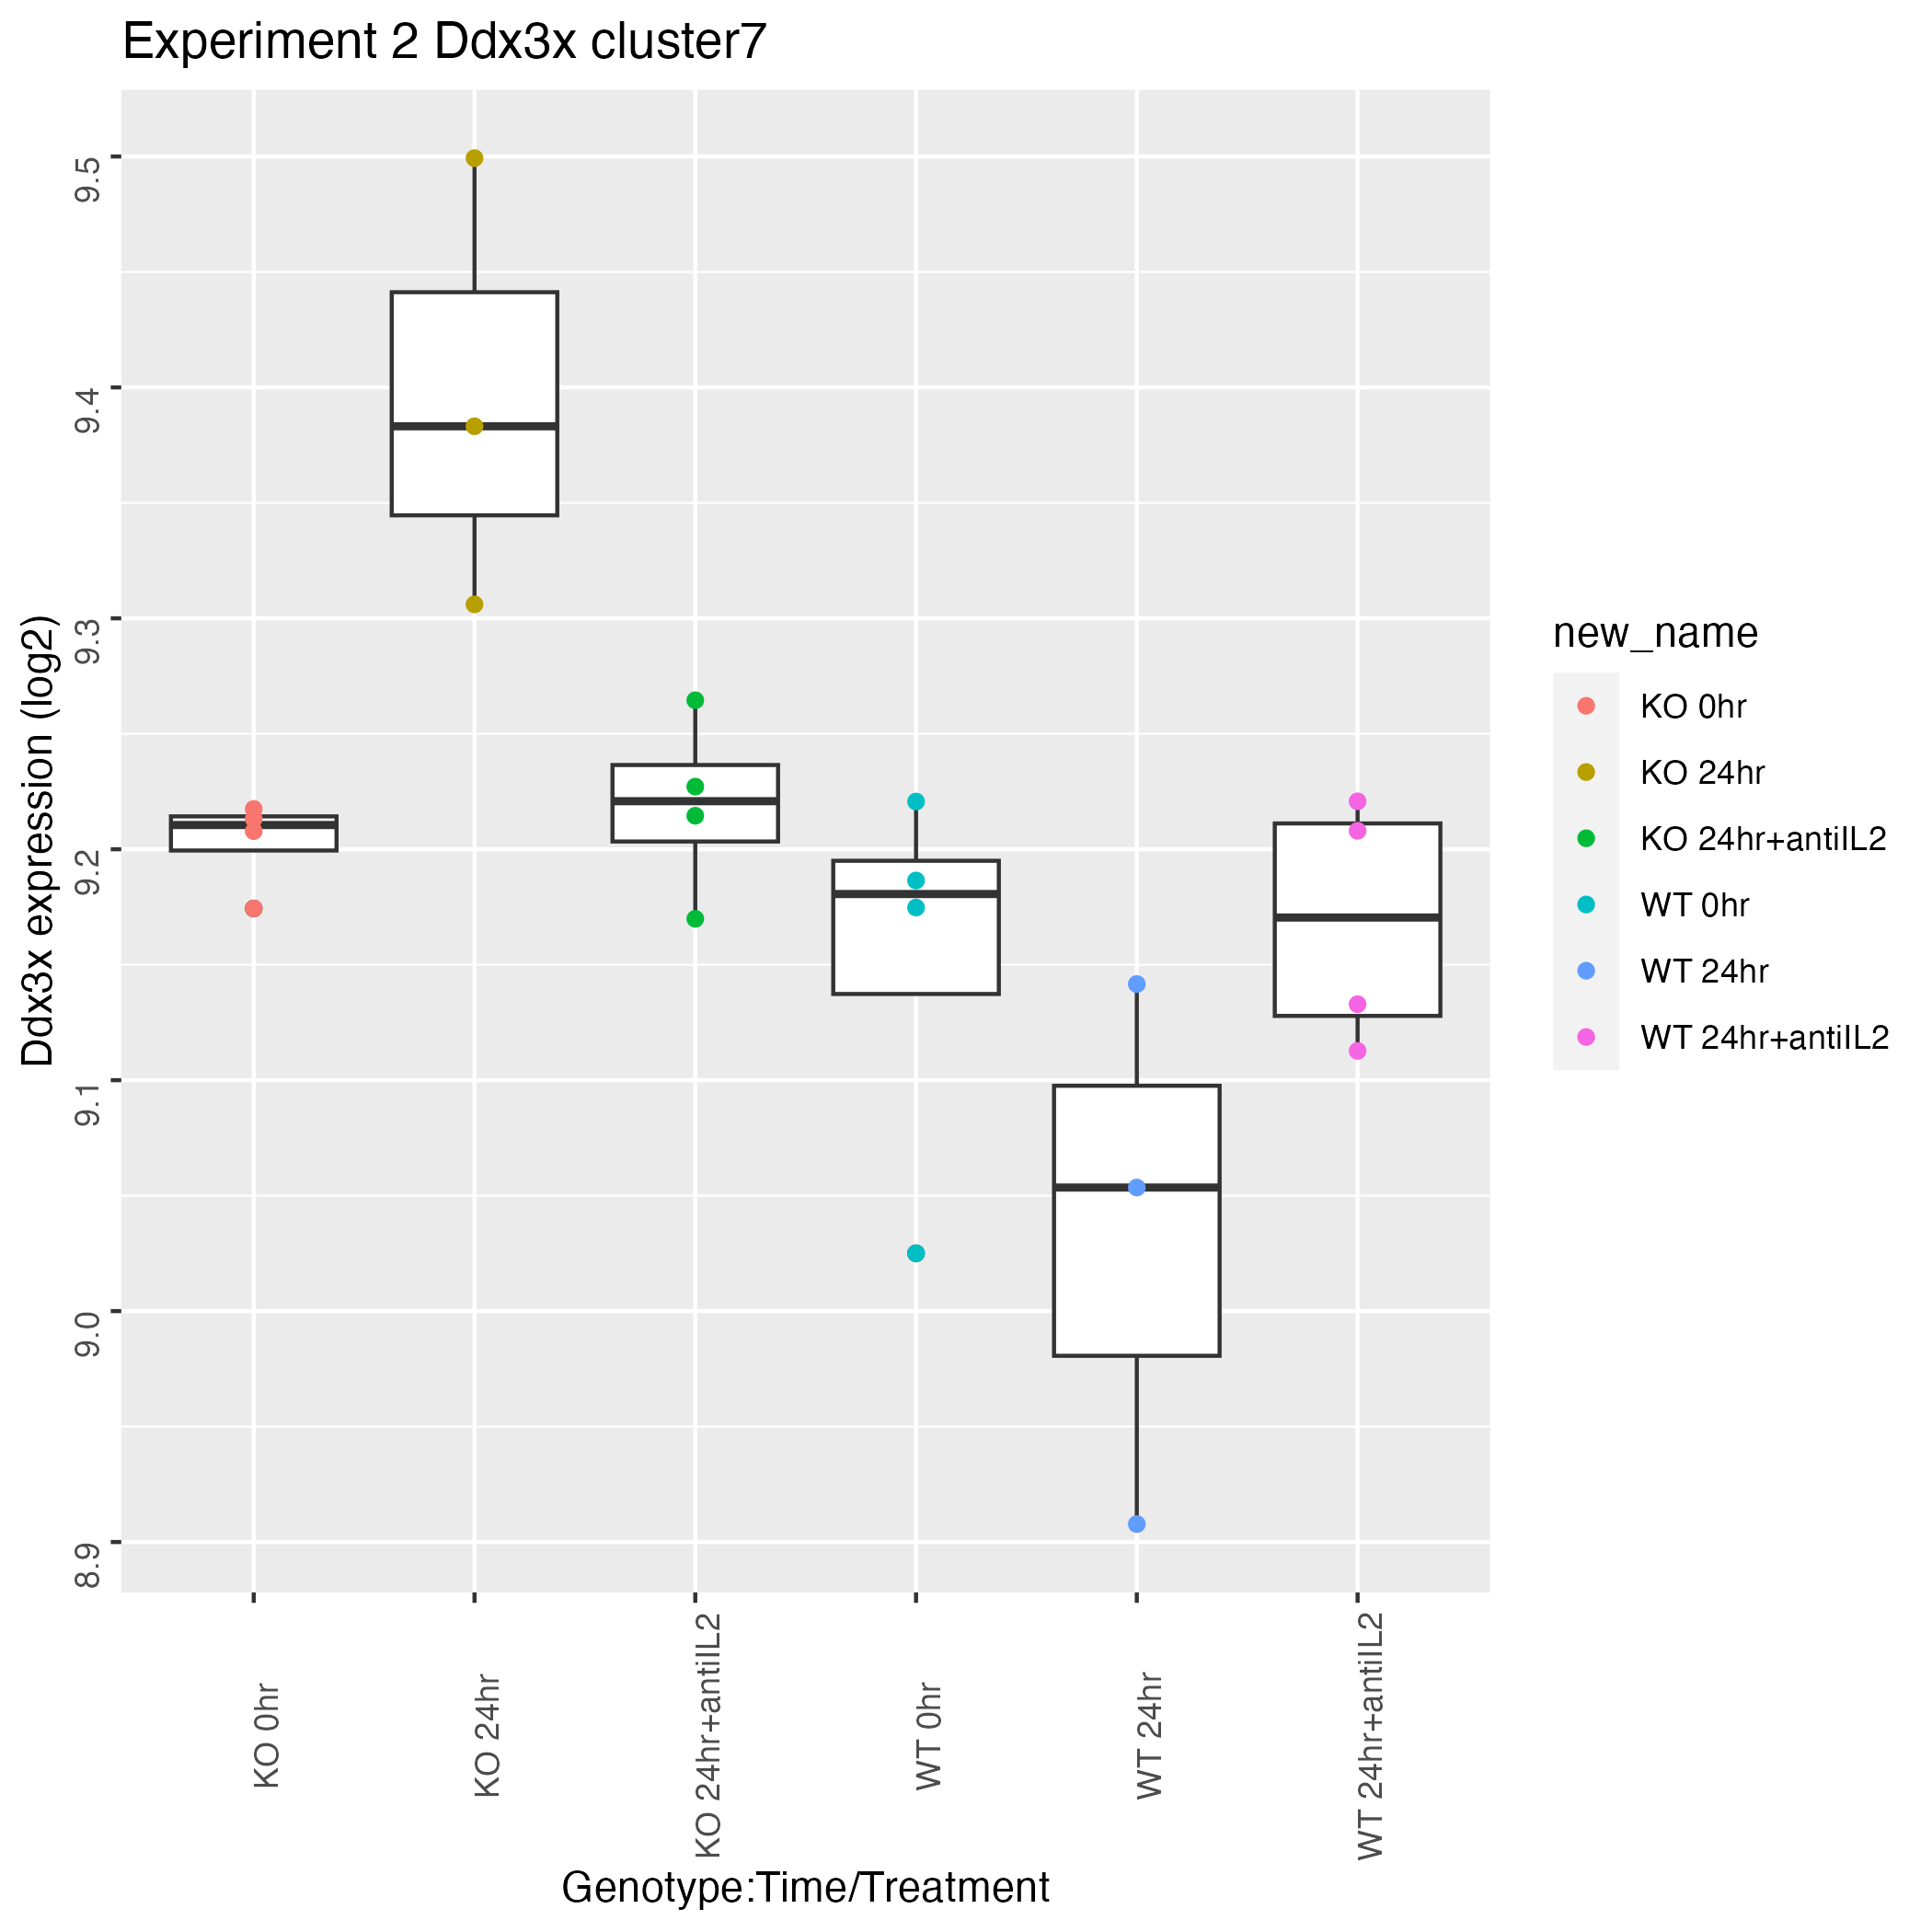 Experiment 2 Ddx3x cluster7
Ddx3x expression (log2)
9.5
9.4
9.3
9.2
9.1
9.0
8.9
KO 0hr
KO 24hr
KO 24hr+antiIL2
WT 0hr
WT 24hr
WT 24hr+antiIL2
Genotype:Time/Treatment
new_name
KO 0hr
KO 24hr
KO 24hr+antiIL2
WT 0hr
WT 24hr
WT 24hr+antiIL2